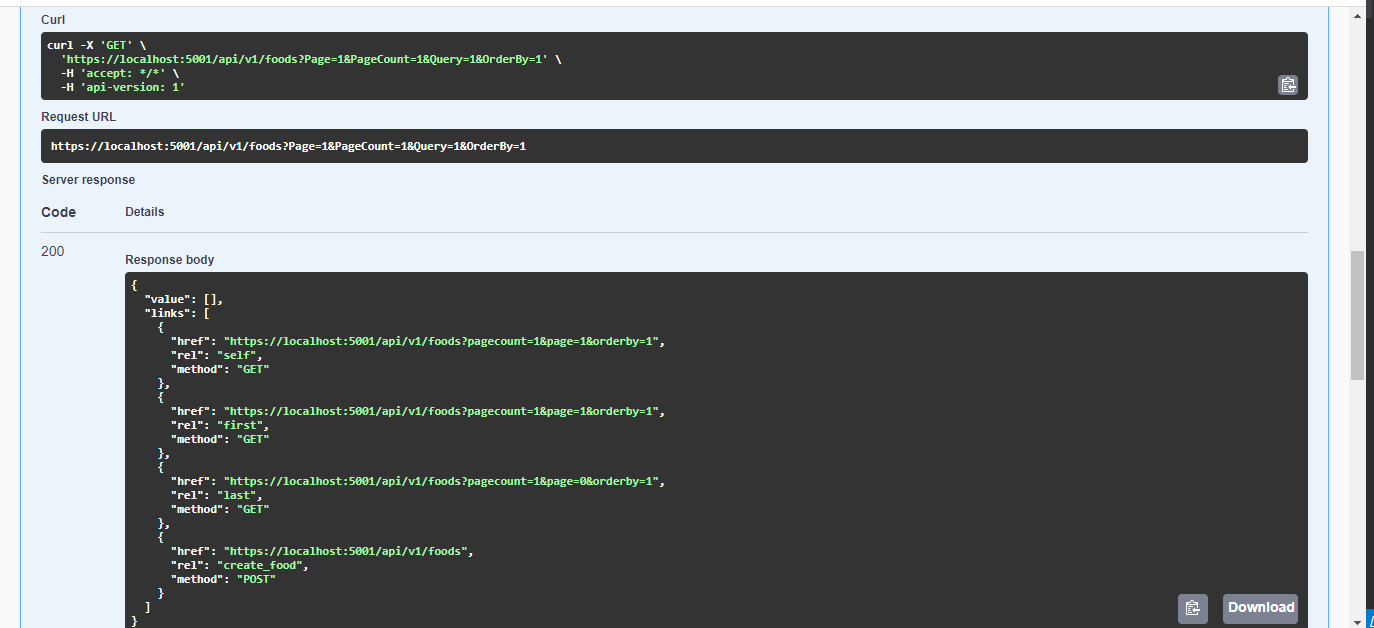 Curl
curl -X 'GET' \
  'https://localhost:5001/api/v1/foods?Page=1&PageCount=1&Query=1&OrderBy=1' \
  -H 'accept: */*' \
  -H 'api-version: 1'
Request URL
https://localhost:5001/api/v1/foods?Page=1&PageCount=1&Query=1&OrderBy=1
Server response
Code Details
200
Response body
{
  "value": [],
  "links": [
    {
      "href": "https://localhost:5001/api/v1/foods?pagecount=1&page=1&orderby=1",
      "rel": "self",
      "method": "GET"
    },
    {
      "href": "https://localhost:5001/api/v1/foods?pagecount=1&page=1&orderby=1",
      "rel": "first",
      "method": "GET"
    },
    {
      "href": "https://localhost:5001/api/v1/foods?pagecount=1&page=0&orderby=1",
      "rel": "last",
      "method": "GET"
    },
    {
      "href": "https://localhost:5001/api/v1/foods",
      "rel": "create_food",
      "method": "POST"
    }
  ]
}
Download